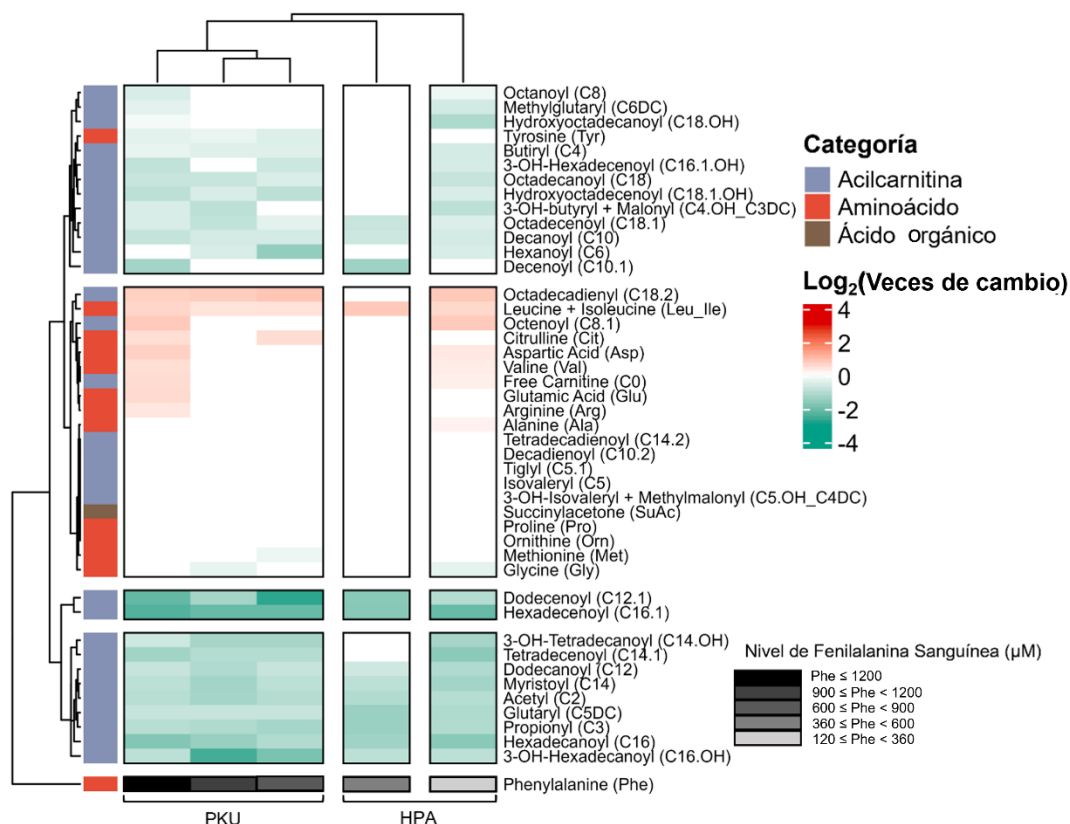 Octanoyl (C8)
Methylglutaryl (C6DC)
Hydroxyoctadecanoyl (C18.OH)
Tyrosine (Tyr)
Butiryl (C4)
3-OH-Hexadecenoyl (C16.1.OH)
Octadecanoyl (C18)
Hydroxyoctadecenoyl (C18.1.OH)
3-OH-butyryl + Malonyl (C4.OH_C3DC)
Octadecenoyl (C18.1)
Decanoyl (C10)
Hexanoyl (C6)
Decenoyl (C10.1)
Octadecadienyl (C18.2)
Leucine + Isoleucine (Leu_Ile)
Octenoyl (C8.1)
Citrulline (Cit)
Aspartic Acid (Asp)
Valine (Val)
Free Carnitine (C0)
Glutamic Acid (Glu)
Arginine (Arg)
Alanine (Ala)
Tetradecadienoyl (C14.2)
Decadienoyl (C10.2)
Tiglyl (C5.1)
Isovaleryl (C5)
3-OH-Isovaleryl + Methylmalonyl (C5.OH_C4DC)
Succinylacetone (SuAc)
Proline (Pro)
Ornithine (Orn)
Methionine (Met)
Glycine (Gly)
Dodecenoyl (C12.1)
Hexadecenoyl (C16.1)
3-OH-Tetradecanoyl (C14.OH)
Tetradecenoyl (C14.1)
Dodecanoyl (C12)
Myristoyl (C14)
Acetyl (C2)
Glutaryl (C5DC)
Propionyl (C3)
Hexadecanoyl (C16)
3-OH-Hexadecanoyl (C16.OH)
Phenylalanine (Phe)
PKU
HPA
Categoría
Acilcarnitina
Aminoácido
Ácido orgánico
Log₂(Veces de cambio)
4
2
0
-2
-4
Nivel de Fenilalanina Sanguínea (µM)
Phe ≤ 1200
900 ≤ Phe < 1200
600 ≤ Phe < 900
360 ≤ Phe < 600
120 ≤ Phe < 360